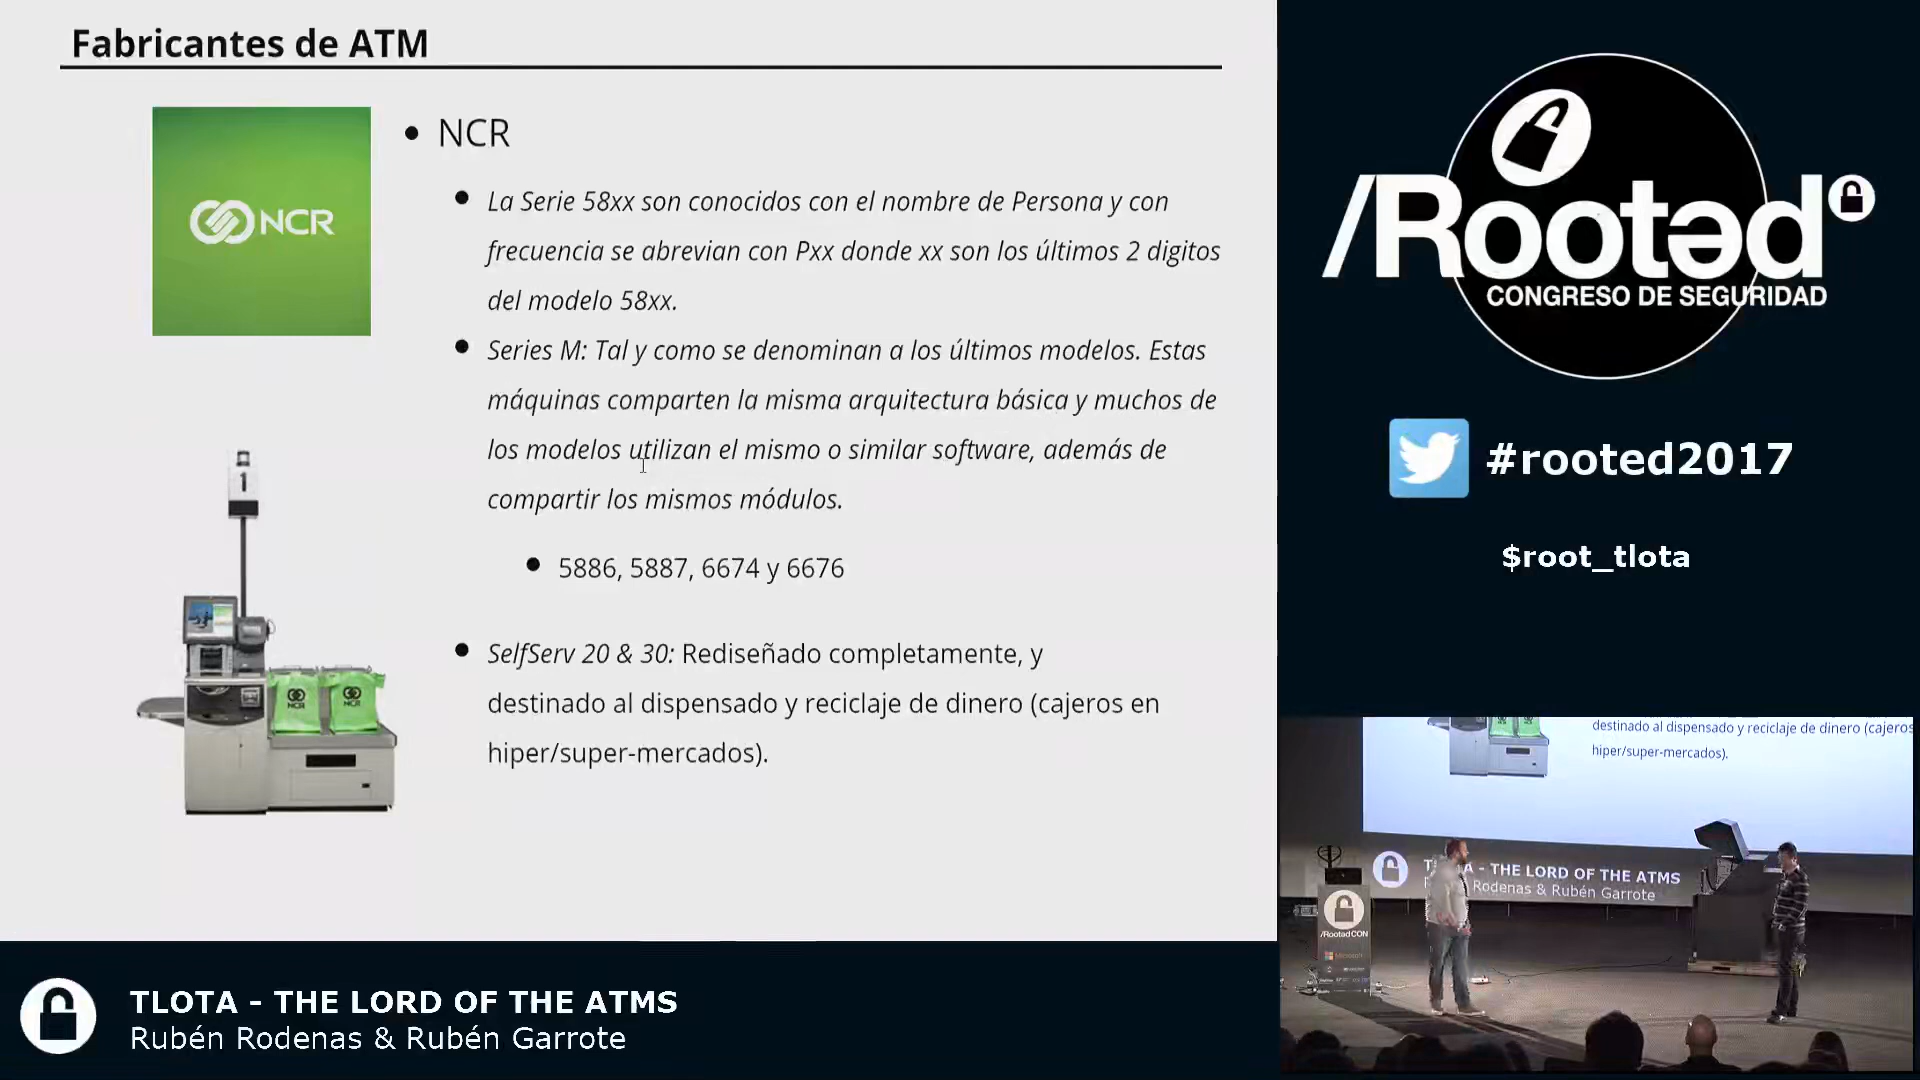 Fabricantes de ATM
NCR
NCR
La Serie 58xx son conocidos con el nombre de Persona y con
frecuencia se abrevian con Pxx donde xx son los últimos 2 digitos
del modelo 58xx.
Series M: Tal y como se denominan a los últimos modelos. Estas
máquinas comparten la misma arquitectura básica y muchos de
los modelos utilizan el mismo o similar software, además de
compartir los mismos módulos.
5886, 5887, 6674 y 6676
SelfServ 20 & 30: Rediseñado completamente, y
destinado al dispensado y reciclaje de dinero (cajeros en
hiper/super-mercados).
1
NCR
NCR
TLOTA - THE LORD OF THE ATMS
Rubén Rodenas & Rubén Garrote
/Rooted
CONGRESO DE SEGURIDAD
#rooted2017
$root_tlota
destinado al dispensado y reciclaje de dinero (cajeros
hiper/super-mercados).
- THE LORD OF THE ATMS
Rodenas & Rubén Garrote
/RootedCON
Microsoft